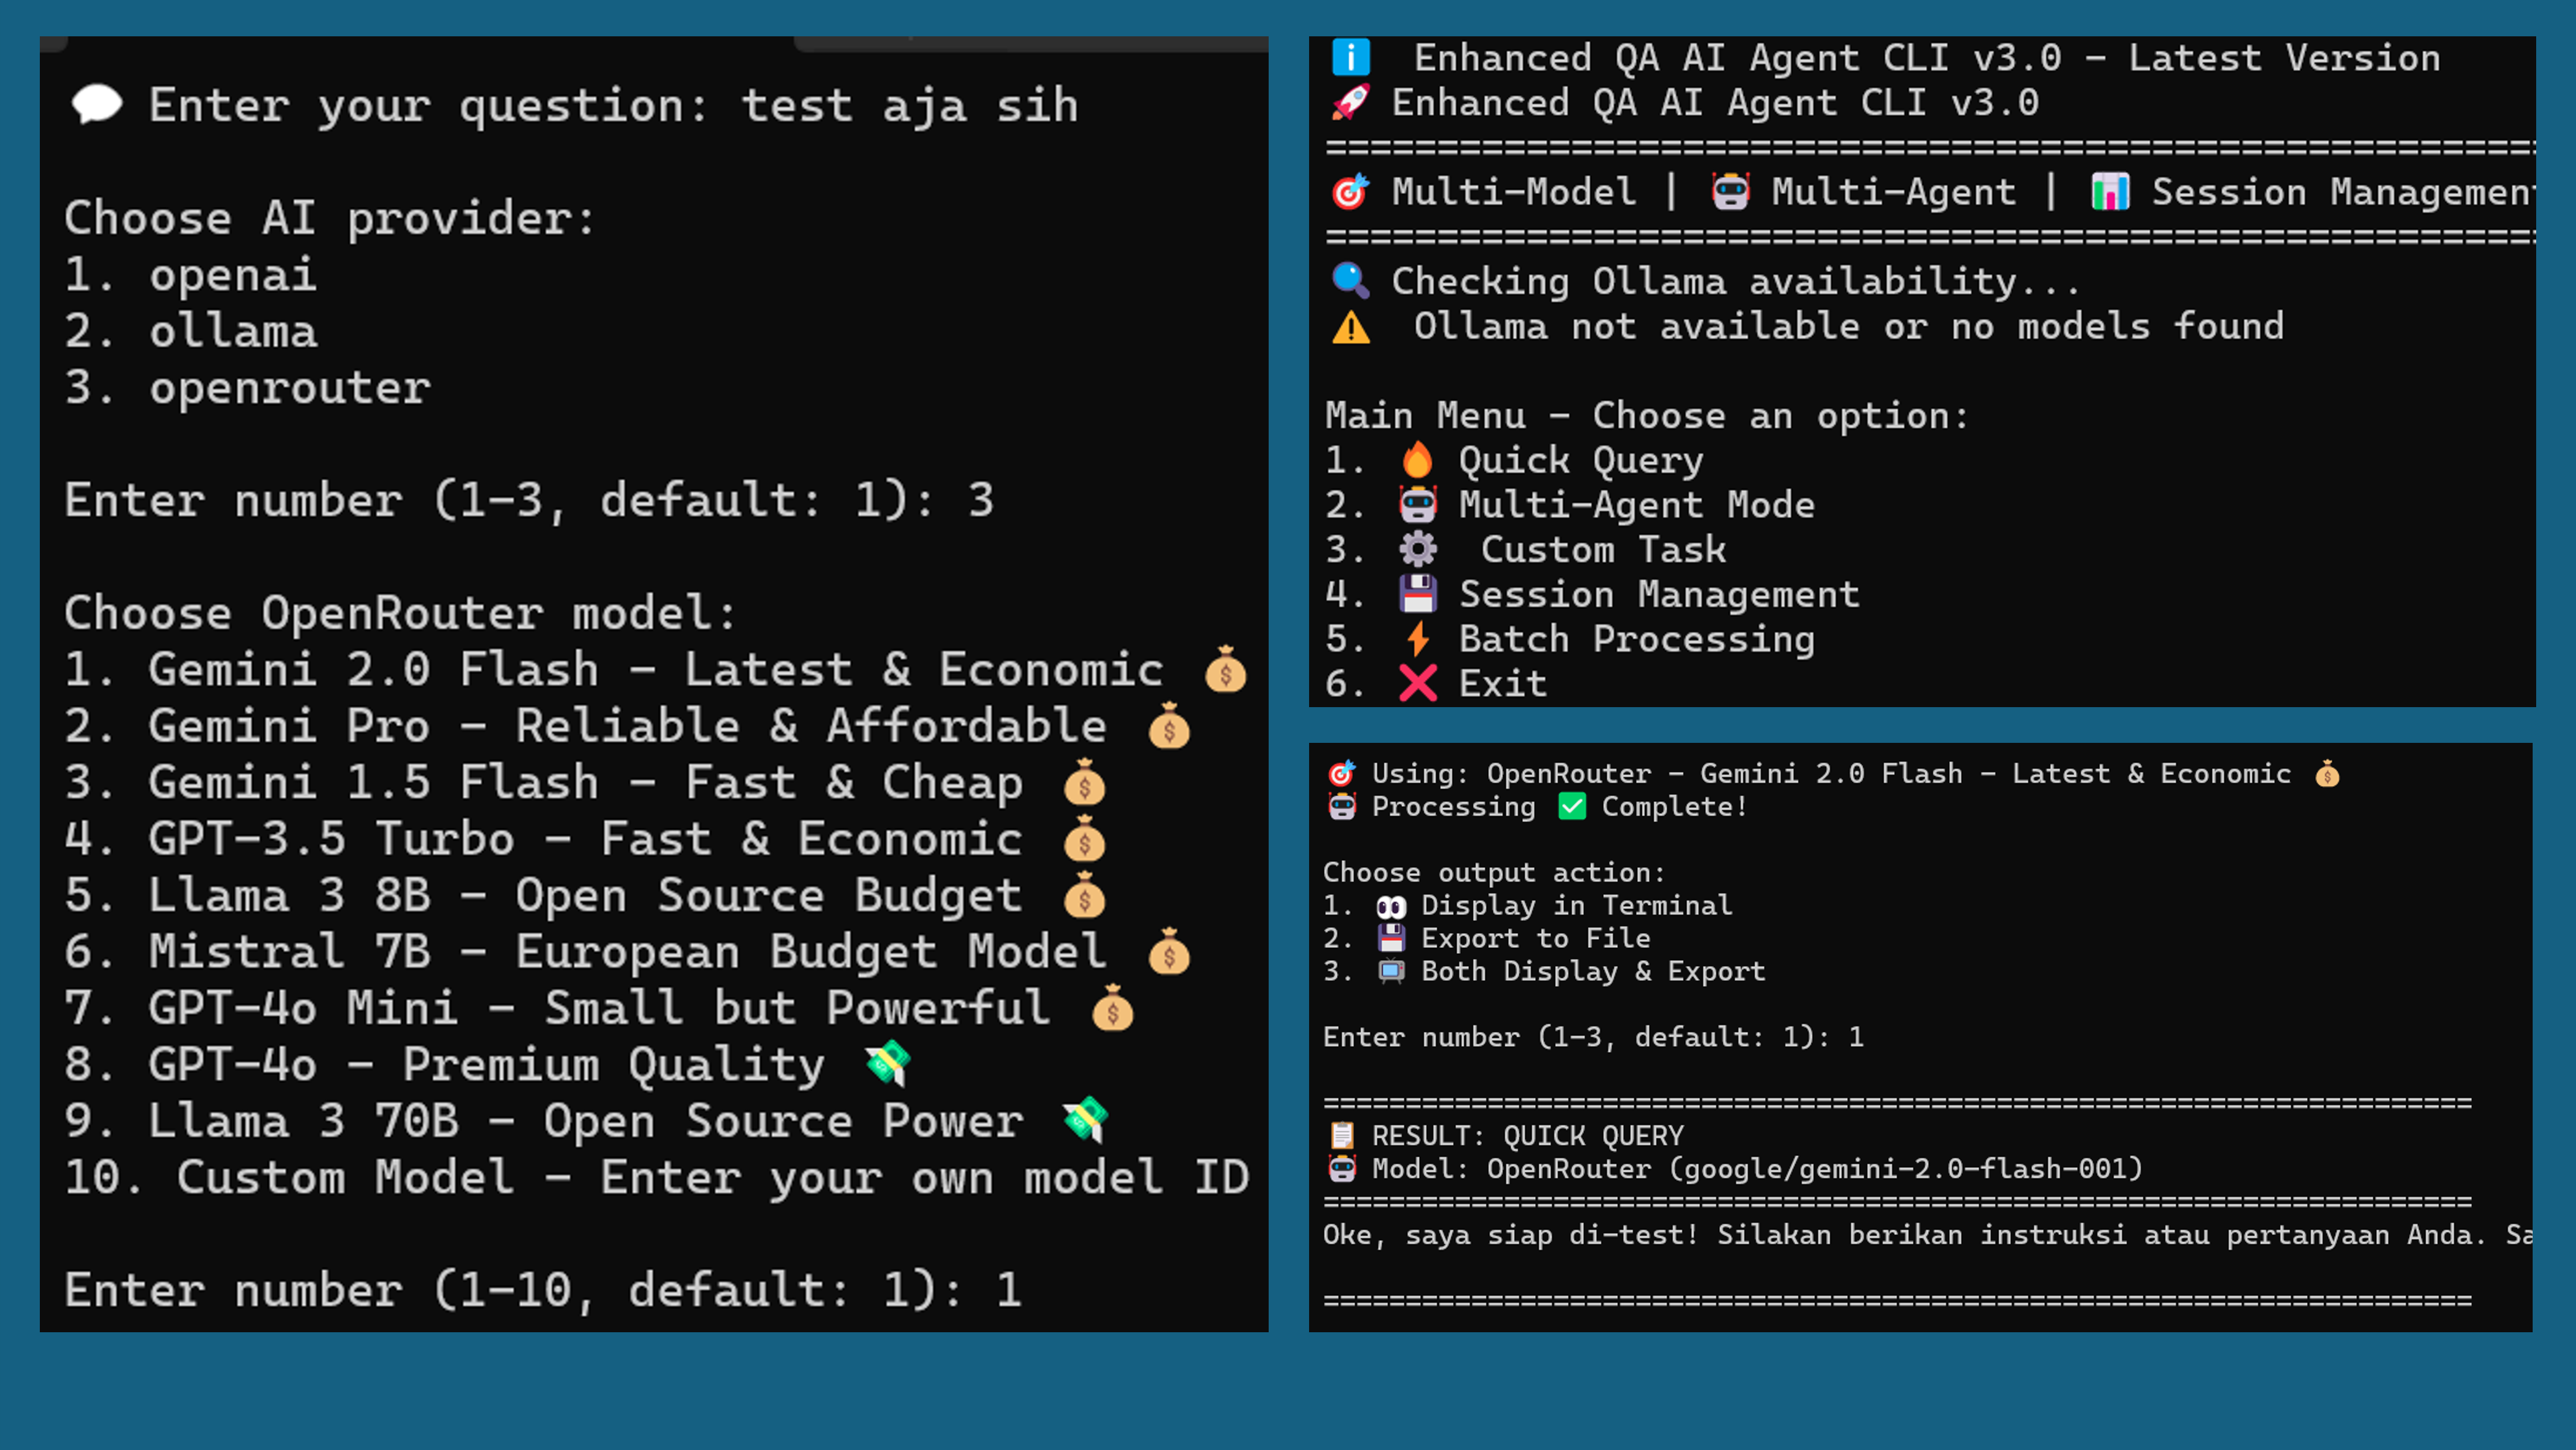 💬 Enter your question: test aja sih
Choose AI provider:
1. openai
2. ollama
3. openrouter
Enter number (1-3, default: 1): 3
Choose OpenRouter model:
1. Gemini 2.0 Flash - Latest & Economic 💰
2. Gemini Pro - Reliable & Affordable 💰
3. Gemini 1.5 Flash - Fast & Cheap 💰
4. GPT-3.5 Turbo - Fast & Economic 💰
5. Llama 3 8B - Open Source Budget 💰
6. Mistral 7B - European Budget Model 💰
7. GPT-4o Mini - Small but Powerful 💰
8. GPT-4o - Premium Quality 💸
9. Llama 3 70B - Open Source Power 💸
10. Custom Model - Enter your own model ID
Enter number (1-10, default: 1): 1
ℹ️ Enhanced QA AI Agent CLI v3.0 - Latest Version
🚀 Enhanced QA AI Agent CLI v3.0
======================================================
🎯 Multi-Model | 🤖 Multi-Agent | 📊 Session Management
======================================================
🔍 Checking Ollama availability...
⚠️ Ollama not available or no models found
Main Menu - Choose an option:
1. 🔥 Quick Query
2. 🤖 Multi-Agent Mode
3. ⚙️ Custom Task
4. 💾 Session Management
5. ⚡ Batch Processing
6. ❌ Exit
🎯 Using: OpenRouter - Gemini 2.0 Flash - Latest & Economic 💰
🤖 Processing ✅ Complete!
Choose output action:
1. 👀 Display in Terminal
2. 💾 Export to File
3. 📺 Both Display & Export
Enter number (1-3, default: 1): 1
======================================================================
📋 RESULT: QUICK QUERY
🤖 Model: OpenRouter (google/gemini-2.0-flash-001)
======================================================================
Oke, saya siap di-test! Silakan berikan instruksi atau pertanyaan Anda.
======================================================================